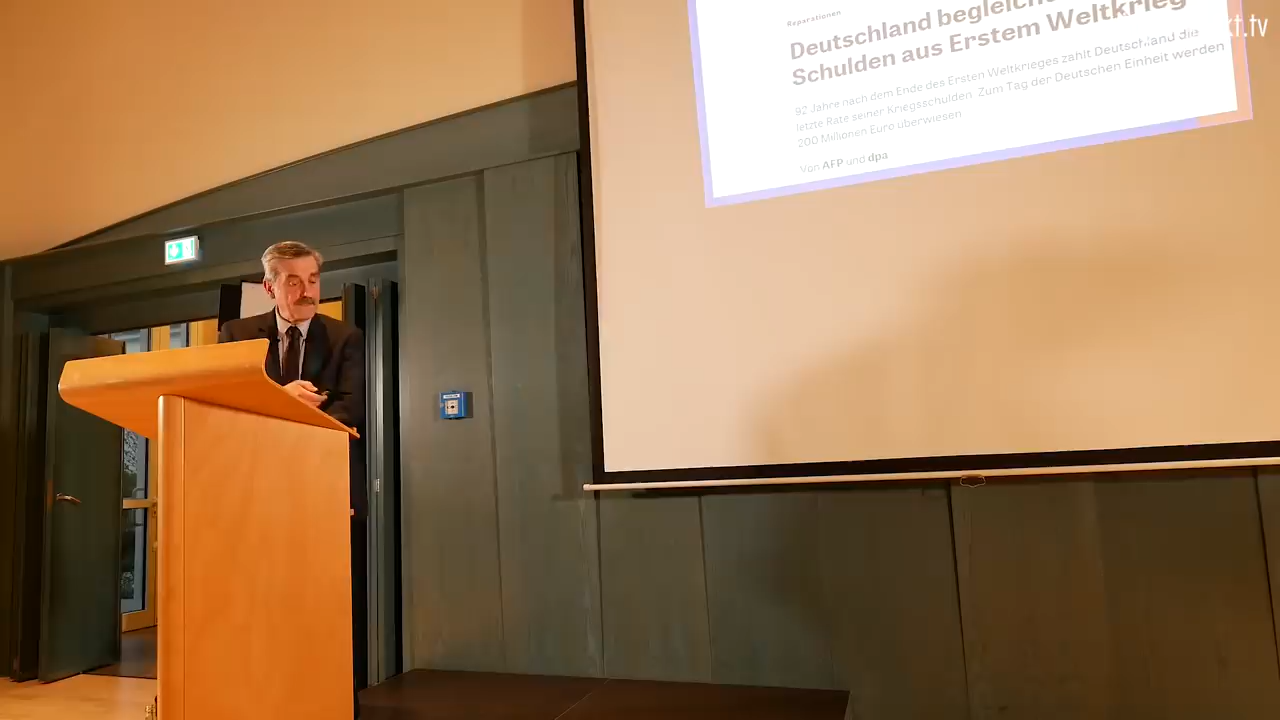 Reparationen
Deutschland begleicht
Schulden aus Erstem Weltkrieg
92 Jahre nach dem Ende des Ersten Weltkrieges zahlt Deutschland die
letzte Rate seiner Kriegsschulden. Zum Tag der Deutschen Einheit werden
200 Millionen Euro überwiesen.
Von AFP und dpa